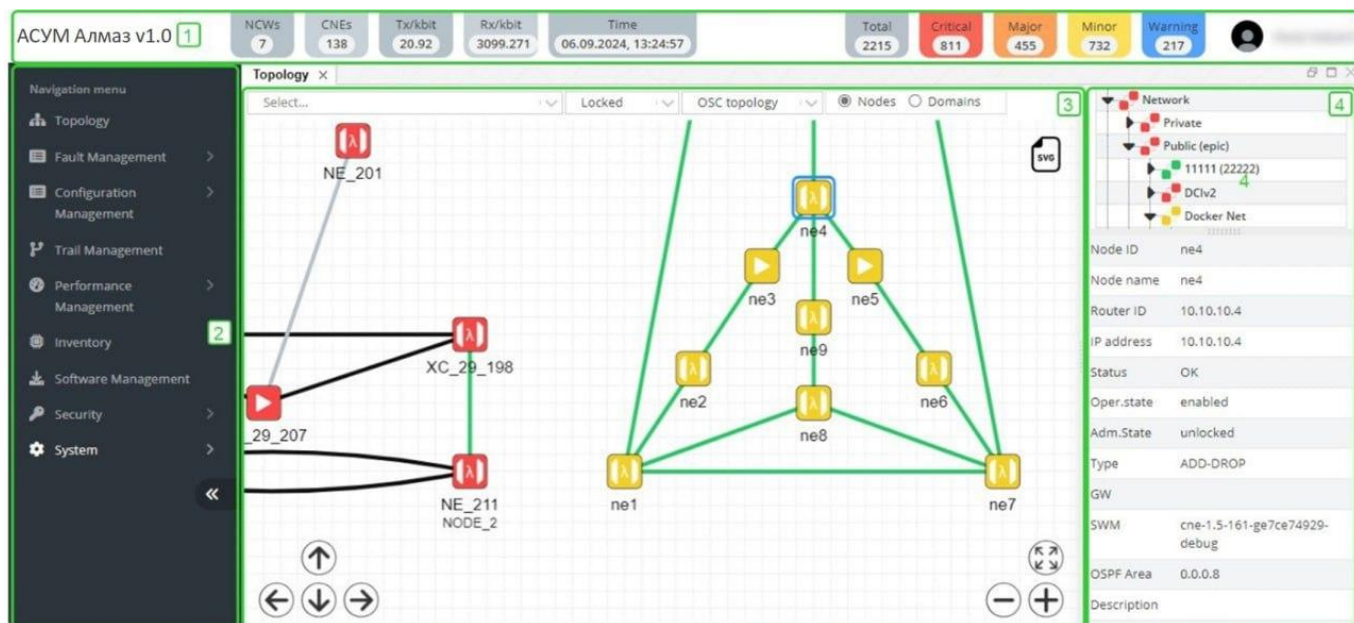 АСУМ Алмаз v1.0 1
NCWs
7
CNEs
138
Tx/kbit
20.92
Rx/kbit
3099.271
Time
06.09.2024, 13:24:57
Total
2215
Critical
811
Major
455
Minor
732
Warning
217
Navigation menu
Topology
Fault Management
Configuration
Management
Trail Management
Performance
Management
2
Inventory
Software Management
Security
System
Topology
Select...
Locked
OSC topology
Nodes
Domains
3
SVG
NE_201
XC_29_198
_29_207
NE_211
NODE_2
ne4
ne3
ne5
ne9
ne2
ne6
ne8
ne1
ne7
Network
4
Private
Public (epic)
11111 (22222)
4
DCIv2
Docker Net
Node ID ne4
Node name ne4
Router ID 10.10.10.4
IP address 10.10.10.4
Status OK
Oper.state enabled
Adm.State unlocked
Type ADD-DROP
GW
SWM cne-1.5-161-ge7ce74929-
debug
OSPF Area 0.0.0.8
Description